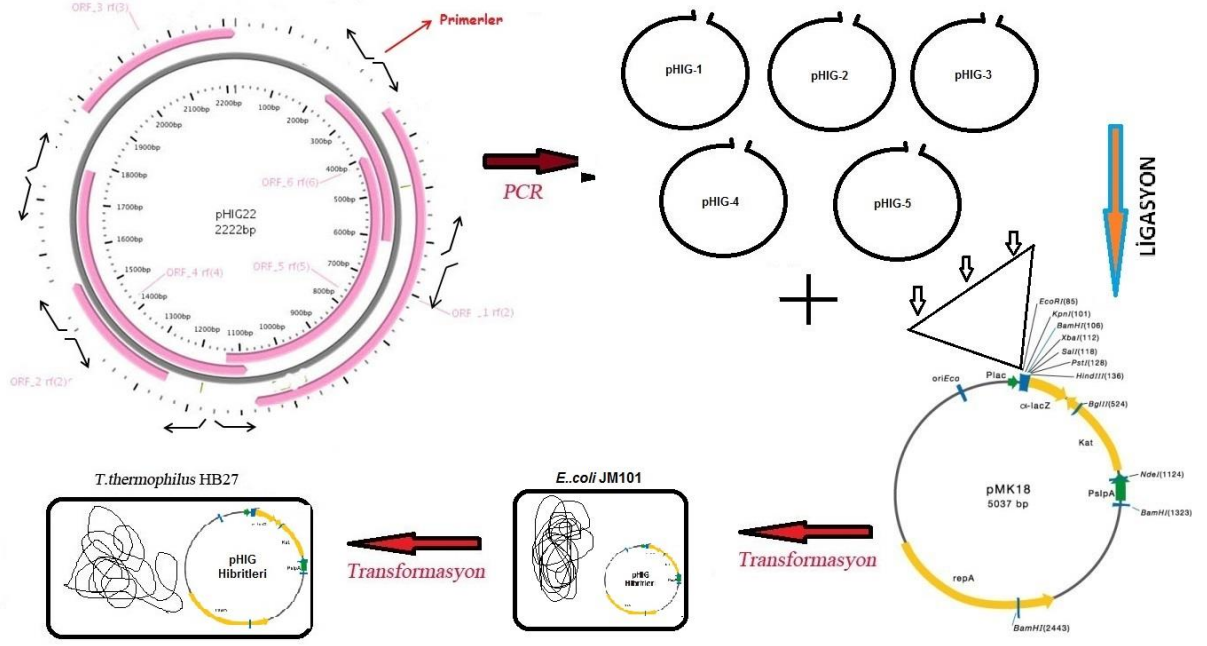 ORF_3 rf(3)
Primerler
2200bp
100bp
200bp
300bp
400bp
500bp
600bp
700bp
800bp
900bp
1000bp
1100bp
1200bp
1300bp
1400bp
1500bp
1600bp
1700bp
1800bp
1900bp
2000bp
2100bp
ORF_6 rf(6)
pHIG22
2222bp
ORF_5 rf(5)
ORF_4 rf(4)
ORF_1 rf(2)
ORF_2 rf(2)
PCR
pHIG-1
pHIG-2
pHIG-3
pHIG-4
pHIG-5
LİGASYON
EcoRI(85)
KpnI(101)
BamHI(106)
XbaI(112)
SalI(118)
PstI(128)
HindIII(136)
Plac
oriEco
α-lacZ
BglII(524)
Kat
NdeI(1124)
PslpA
BamHI(1323)
pMK18
5037 bp
repA
BamHI(2443)
Transformasyon
E..coli JM101
pHIG
Hibritler
Transformasyon
T.thermophilus HB27
pHIG
Hibritleri
Kat